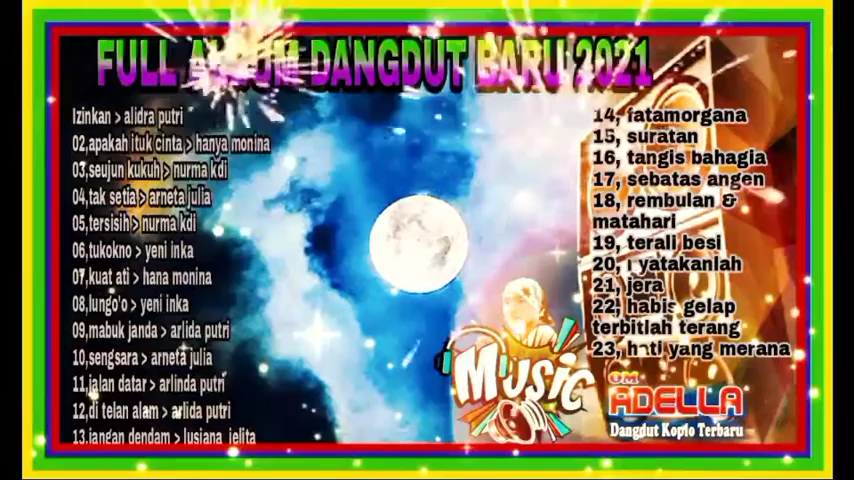 FULL ALBUM DANGDUT BARU 2021
Izinkan > alidra putri
02,apakah ituk cinta > hanya monina
03,seujun kukuh > nurma kdi
04,tak setia > arneta julia
05,tersisih > nurma kdi
06,tukokno > yeni inka
07,kuat ati > hana monina
08,lungo'o > yeni inka
09,mabuk janda > arlida putri
10,sengsara > arneta julia
11,jalan datar > arlinda putri
12,di telan alam > arlida putri
13.jangan dendam > lusiana jelita
14, fatamorgana
15, suratan
16, tangis bahagia
17, sebatas angen
18, rembulan &
matahari
19, terali besi
20, nyatakanlah
21, jera
22, habis gelap
terbitlah terang
23, hati yang merana
MUSIC
OM
ADELLA
Dangdut Koplo Terbaru